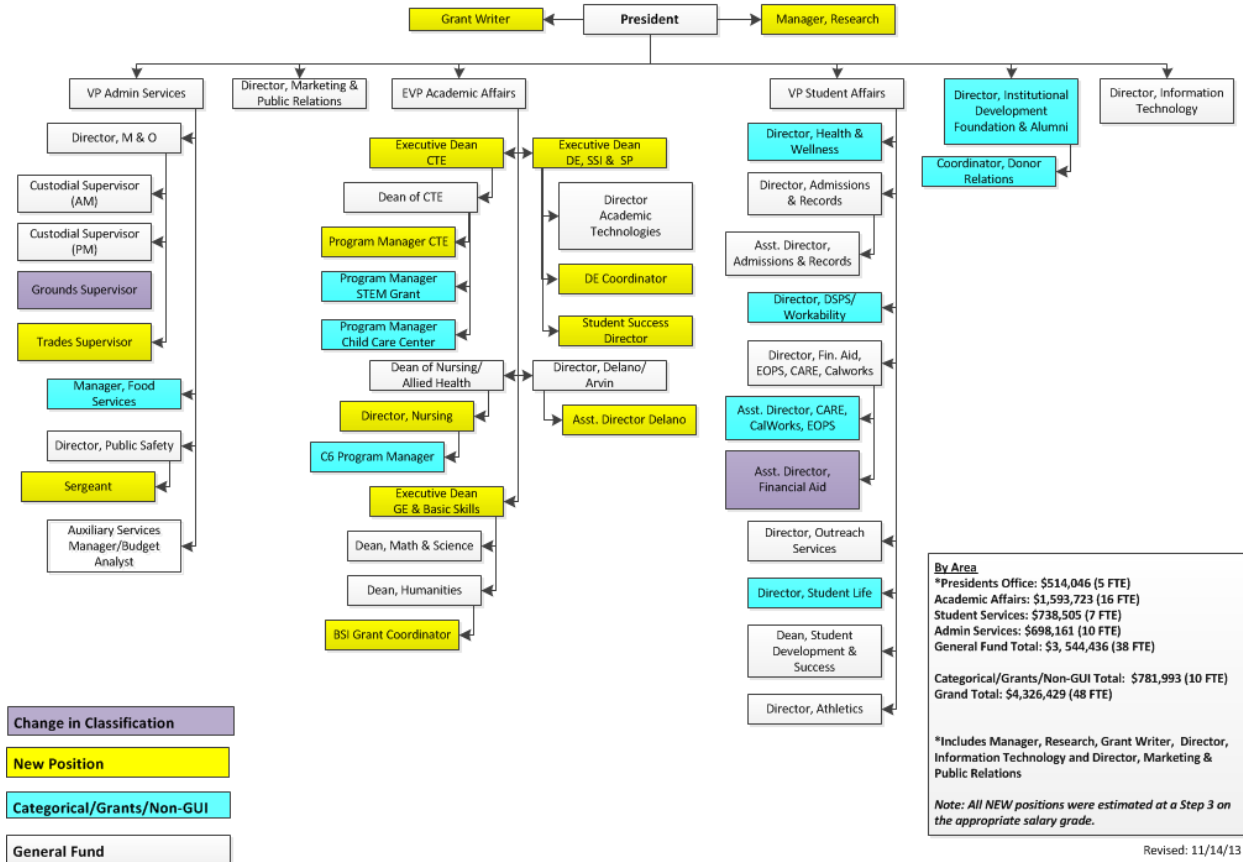 Grant Writer
President
Manager, Research
VP Admin Services
Director, Marketing &
Public Relations
EVP Academic Affairs
VP Student Affairs
Director, Institutional
Development
Foundation & Alumni
Director, Information
Technology
Director, M & O
Custodial Supervisor
(AM)
Custodial Supervisor
(PM)
Grounds Supervisor
Trades Supervisor
Manager, Food
Services
Director, Public Safety
Sergeant
Auxiliary Services
Manager/Budget
Analyst
Executive Dean
CTE
Executive Dean
DE, SSI & SP
Dean of CTE
Director
Academic
Technologies
Program Manager CTE
DE Coordinator
Program Manager
STEM Grant
Program Manager
Child Care Center
Student Success
Director
Dean of Nursing/
Allied Health
Director, Delano/
Arvin
Director, Nursing
Asst. Director Delano
C6 Program Manager
Executive Dean
GE & Basic Skills
Dean, Math & Science
Dean, Humanities
BSI Grant Coordinator
Director, Health &
Wellness
Director, Admissions
& Records
Asst. Director,
Admissions & Records
Director, DSPS/
Workability
Director, Fin. Aid,
EOPS, CARE, Calworks
Asst. Director, CARE,
CalWorks, EOPS
Asst. Director,
Financial Aid
Director, Outreach
Services
Director, Student Life
Dean, Student
Development &
Success
Director, Athletics
Coordinator, Donor
Relations
Change in Classification
New Position
Categorical/Grants/Non-GUI
General Fund
By Area
*Presidents Office: $514,046 (5 FTE)
Academic Affairs: $1,593,723 (16 FTE)
Student Services: $738,505 (7 FTE)
Admin Services: $698,161 (10 FTE)
General Fund Total: $3, 544,436 (38 FTE)
Categorical/Grants/Non-GUI Total: $781,993 (10 FTE)
Grand Total: $4,326,429 (48 FTE)
*Includes Manager, Research, Grant Writer, Director,
Information Technology and Director, Marketing &
Public Relations
Note: All NEW positions were estimated at a Step 3 on
the appropriate salary grade.
Revised: 11/14/13